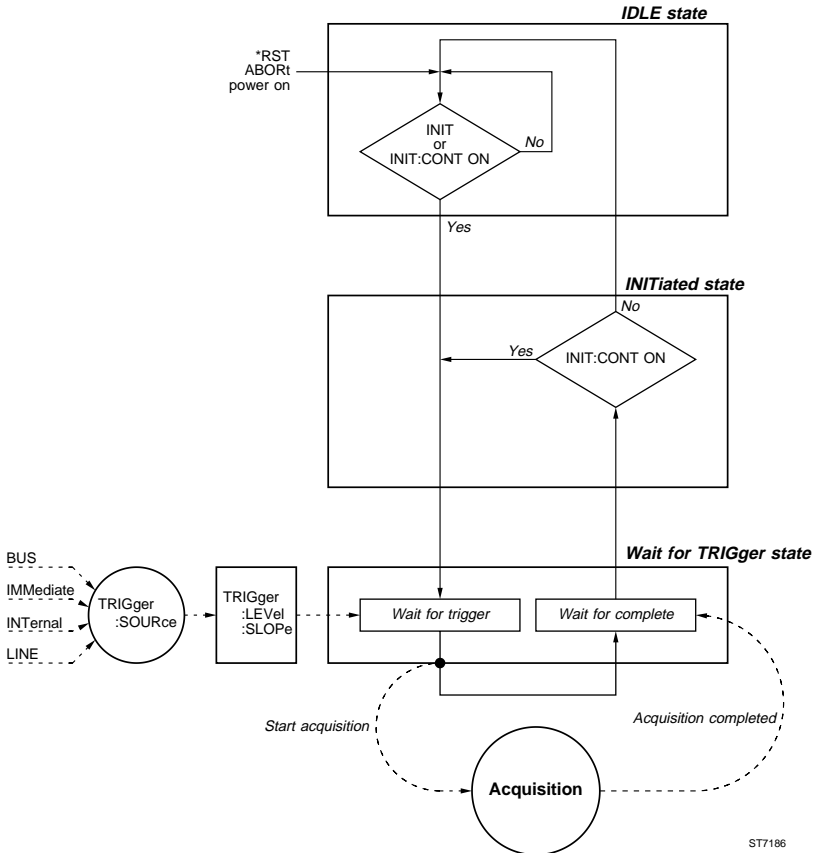 IDLE state
*RST
ABORt
power on
INIT
or
INIT:CONT ON
No
Yes
INITiated state
No
Yes
INIT:CONT ON
Wait for TRIGger state
BUS
IMMediate
INTernal
LINE
TRIGger
:SOURce
TRIGger
:LEVel
:SLOPe
Wait for trigger
Wait for complete
Start acquisition
Acquisition completed
Acquisition
ST7186